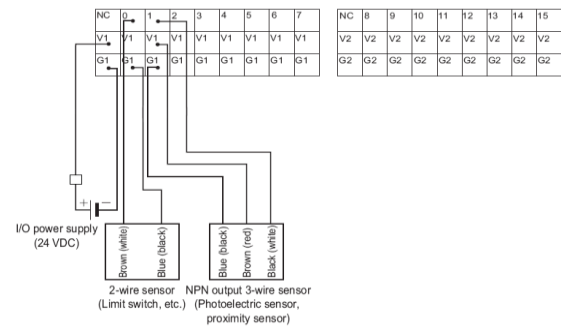 NC 0 1 2 3 4 5 6 7
V1 V1 V1 V1 V1 V1 V1 V1 V1
G1 G1 G1 G1 G1 G1 G1 G1 G1
NC 8 9 10 11 12 13 14 15
V2 V2 V2 V2 V2 V2 V2 V2 V2
G2 G2 G2 G2 G2 G2 G2 G2 G2
+ −
I/O power supply
(24 VDC)
Brown (white)
Blue (black)
Blue (black)
Brown (red)
Black (white)
2-wire sensor
(Limit switch, etc.)
NPN output 3-wire sensor
(Photoelectric sensor,
proximity sensor)